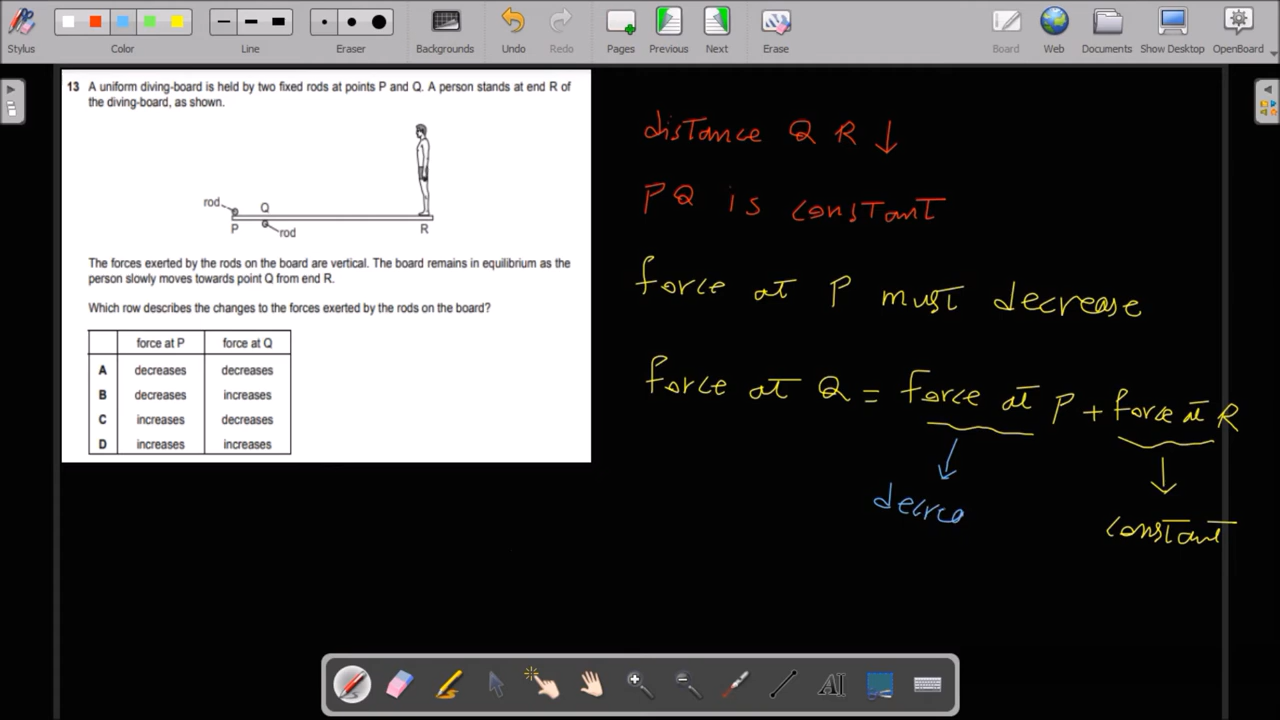 Stylus
Color
Line
Eraser
Backgrounds
Undo
Redo
Pages
Previous
Next
Erase
Board
Web
Documents
Show Desktop
OpenBoard
13 A uniform diving-board is held by two fixed rods at points P and Q. A person stands at end R of
the diving-board, as shown.
rod
Q
P
rod
R
The forces exerted by the rods on the board are vertical. The board remains in equilibrium as the
person slowly moves towards point Q from end R.
Which row describes the changes to the forces exerted by the rods on the board?
force at P force at Q
A decreases decreases
B decreases increases
C increases decreases
D increases increases
distance Q R ↓
PQ is constant
force at P must decrease
force at Q = force at P + force at R
decrea
constant
AI